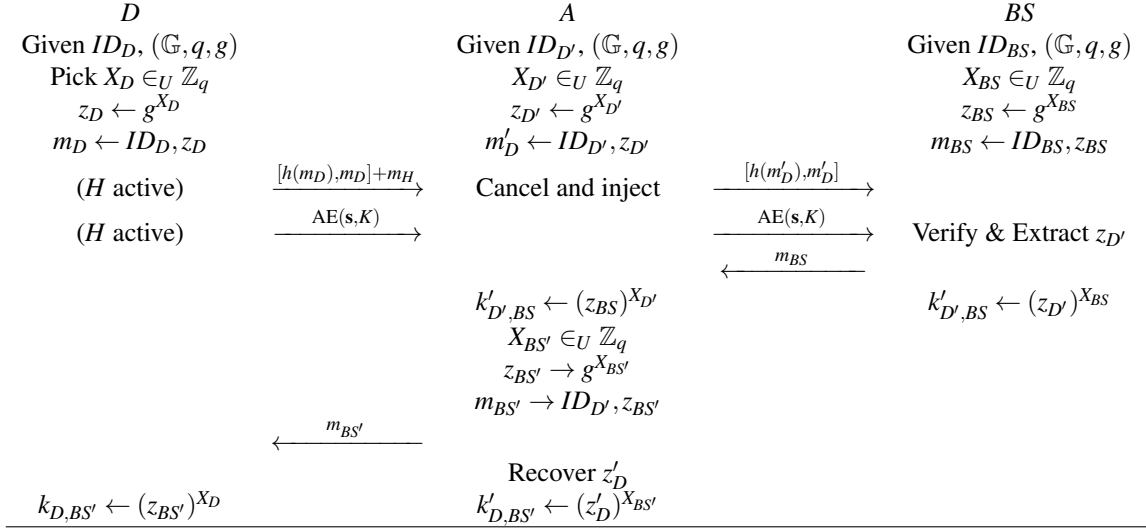 D A BS
Given ID_D, (𝔾,q,g) Given ID_{D′}, (𝔾,q,g) Given ID_{BS}, (𝔾,q,g)
Pick X_D ∈_U ℤ_q X_{D′} ∈_U ℤ_q X_{BS} ∈_U ℤ_q
z_D ← g^{X_D} z_{D′} ← g^{X_{D′}} z_{BS} ← g^{X_{BS}}
m_D ← ID_D, z_D m′_D ← ID_{D′}, z_{D′} m_{BS} ← ID_{BS}, z_{BS}
(H active) [h(m_D),m_D]+m_H Cancel and inject [h(m′_D),m′_D]
(H active) AE(s,K) AE(s,K) Verify & Extract z_{D′}
m_{BS}
k′_{D′,BS} ← (z_{BS})^{X_{D′}} k′_{D′,BS} ← (z_{D′})^{X_{BS}}
X_{BS′} ∈_U ℤ_q
z_{BS′} → g^{X_{BS′}}
m_{BS′} → ID_{D′}, z_{BS′}
m_{BS′}
Recover z′_D
k_{D,BS′} ← (z_{BS′})^{X_D} k′_{D,BS′} ← (z′_D)^{X_{BS′}}